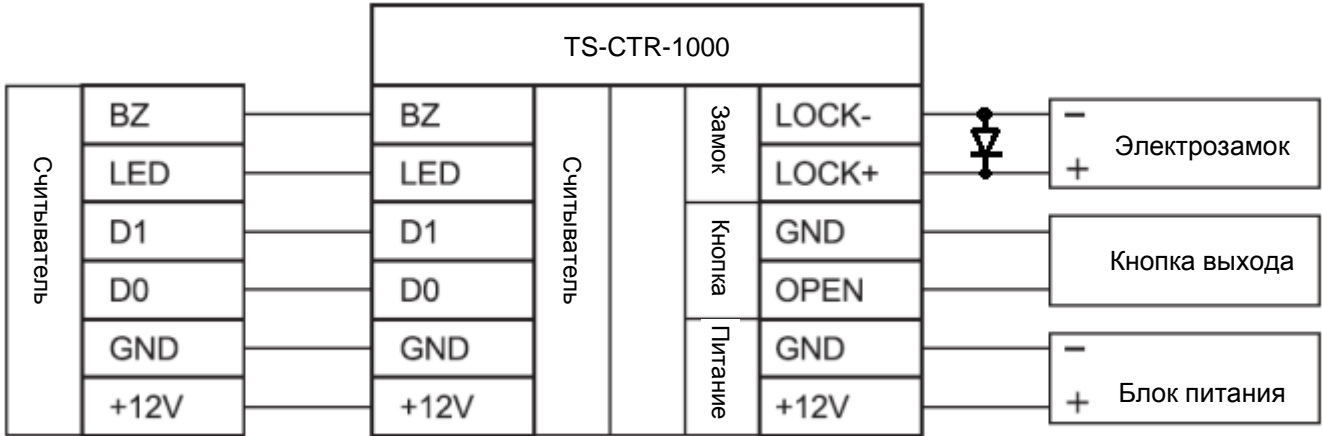 TS-CTR-1000
Считыватель
BZ
LED
D1
D0
GND
+12V
BZ
LED
D1
D0
GND
+12V
Считыватель
Замок
Кнопка
Питание
LOCK-
LOCK+
GND
OPEN
GND
+12V
− Электрозамок
+
Кнопка выхода
−
+ Блок питания